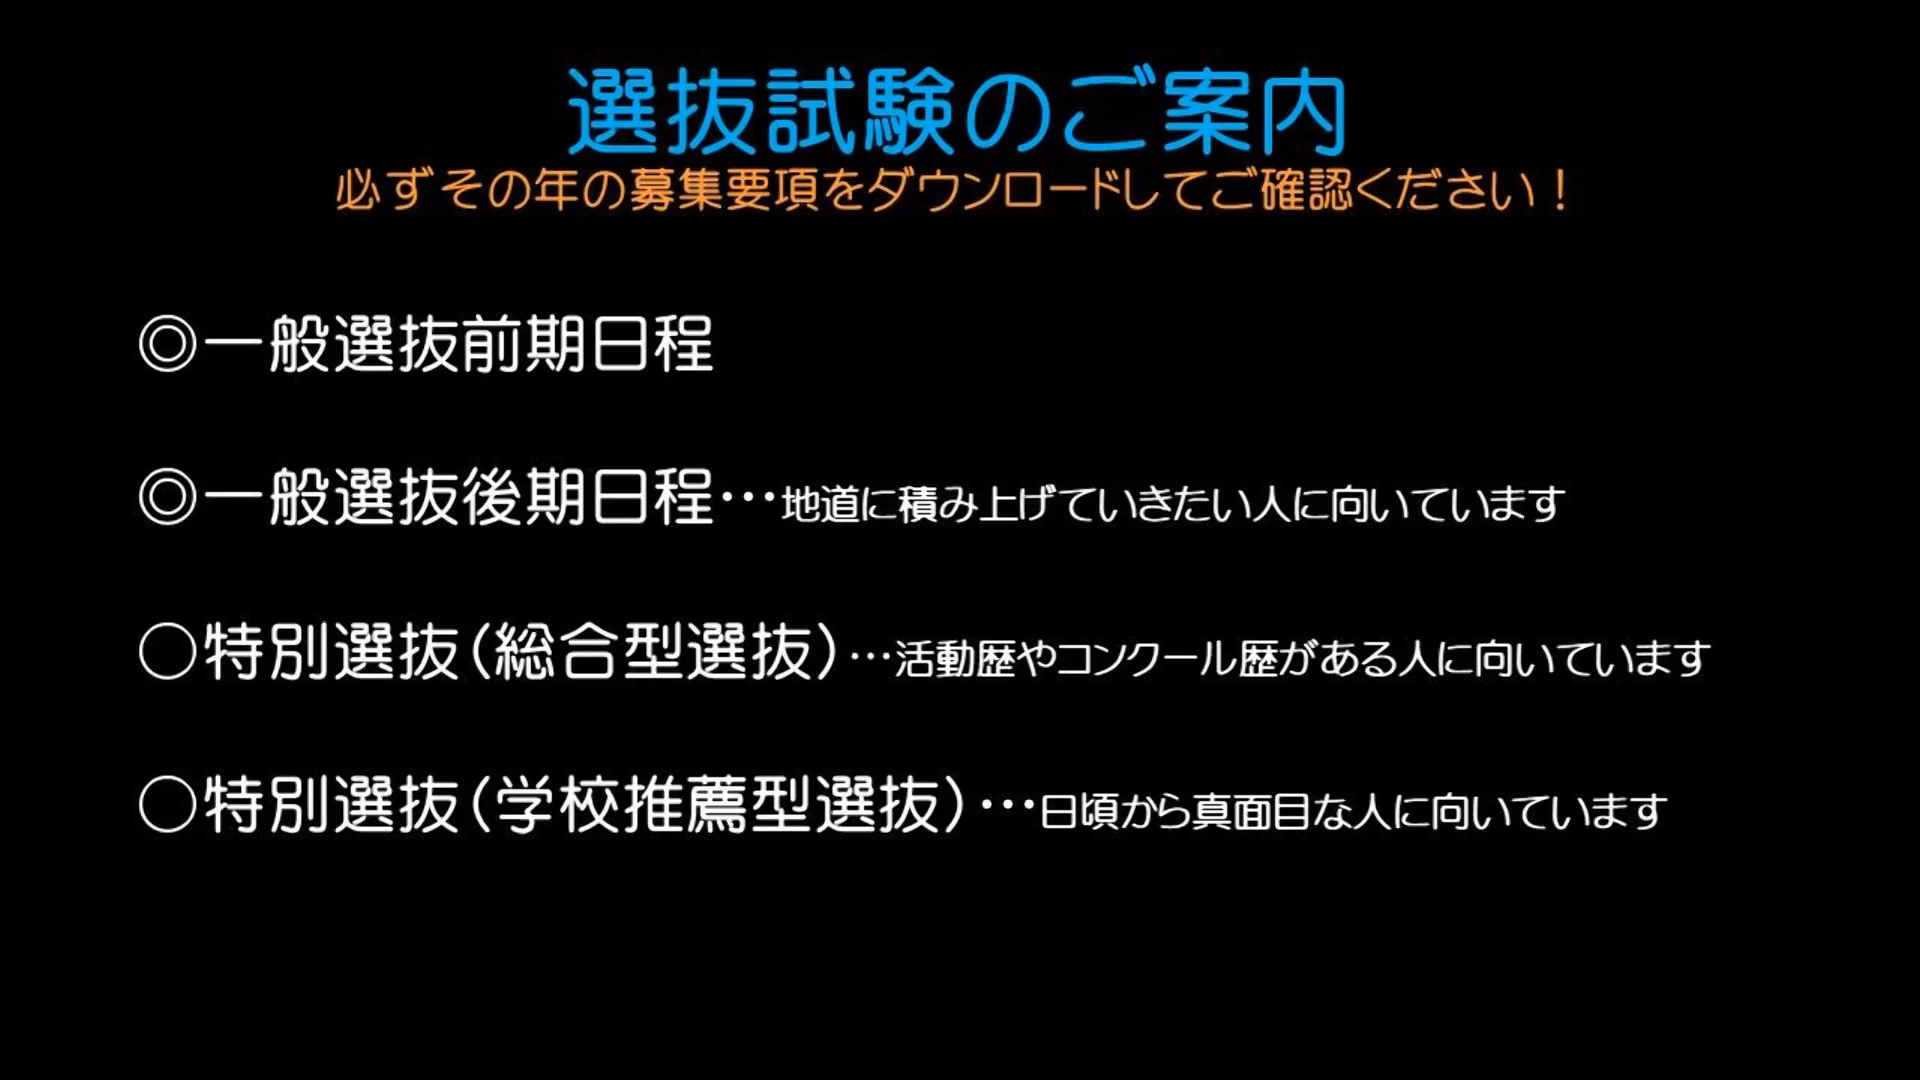 選抜試験のご案内
必ずその年の募集要項をダウンロードしてご確認ください！
◎一般選抜前期日程
◎一般選抜後期日程…地道に積み上げていきたい人に向いています
○特別選抜（総合型選抜）…活動歴やコンクール歴がある人に向いています
○特別選抜（学校推薦型選抜）…日頃から真面目な人に向いています